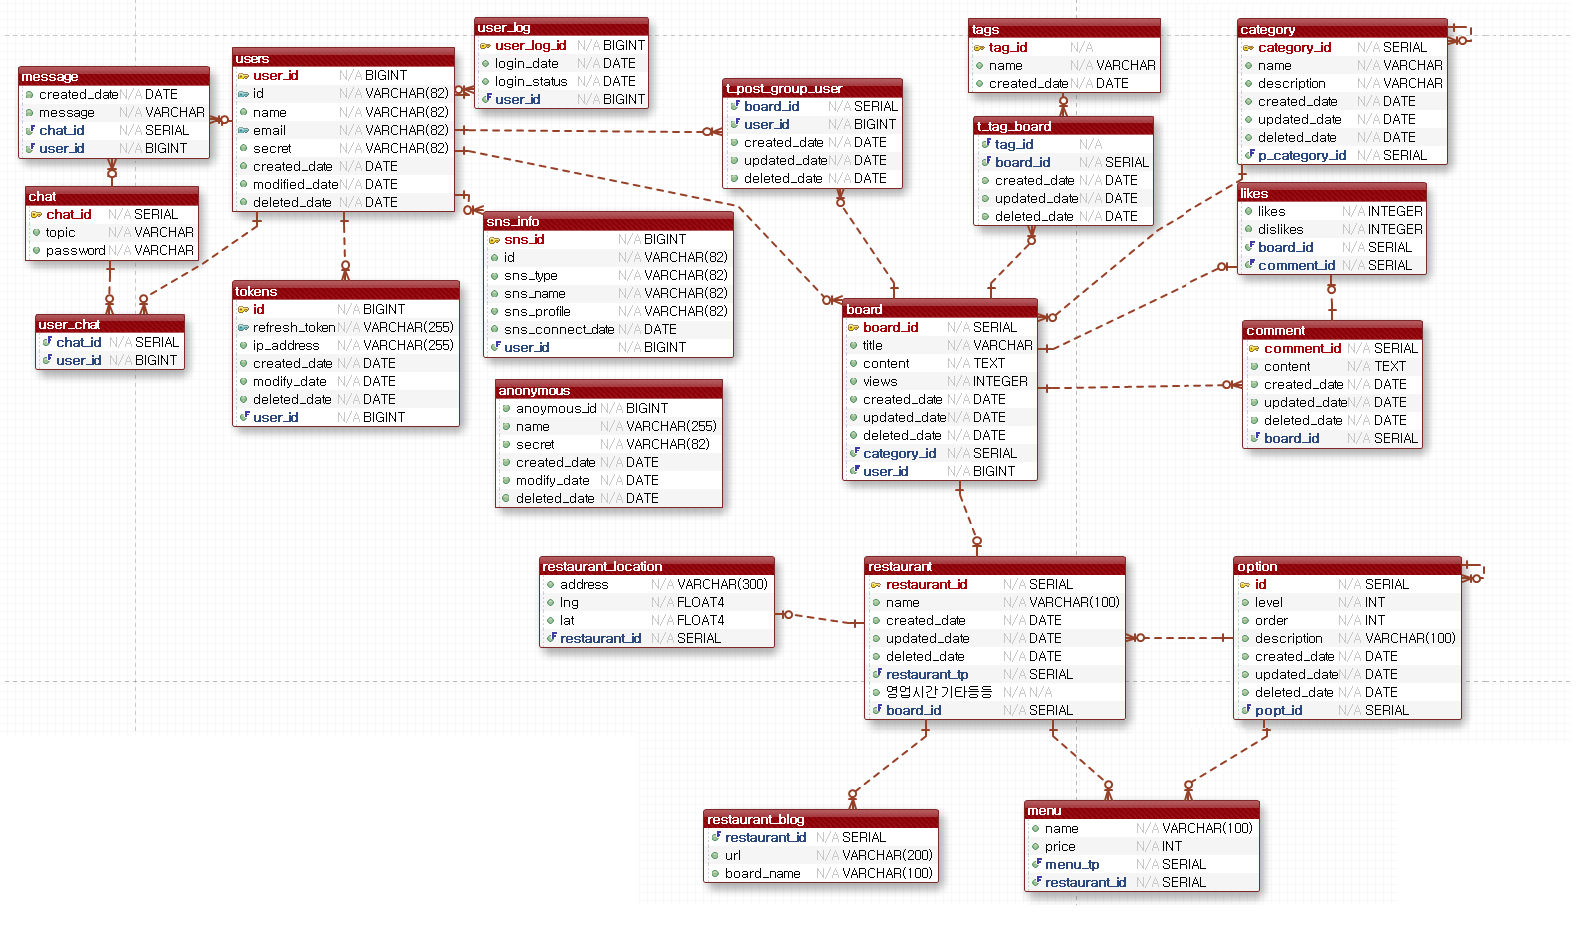 message
created_date N/A DATE
message N/A VARCHAR
chat_id N/A SERIAL
user_id N/A BIGINT
users
user_id N/A BIGINT
id N/A VARCHAR(82)
name N/A VARCHAR(82)
email N/A VARCHAR(82)
secret N/A VARCHAR(82)
created_date N/A DATE
modified_date N/A DATE
deleted_date N/A DATE
user_log
user_log_id N/A BIGINT
login_date N/A DATE
login_status N/A DATE
user_id N/A BIGINT
t_post_group_user
board_id N/A SERIAL
user_id N/A BIGINT
created_date N/A DATE
updated_date N/A DATE
deleted_date N/A DATE
tags
tag_id N/A
name N/A VARCHAR
created_date N/A DATE
t_tag_board
tag_id N/A
board_id N/A SERIAL
created_date N/A DATE
updated_date N/A DATE
deleted_date N/A DATE
category
category_id N/A SERIAL
name N/A VARCHAR
description N/A VARCHAR
created_date N/A DATE
updated_date N/A DATE
deleted_date N/A DATE
p_category_id N/A SERIAL
likes
likes N/A INTEGER
dislikes N/A INTEGER
board_id N/A SERIAL
comment_id N/A SERIAL
chat
chat_id N/A SERIAL
topic N/A VARCHAR
password N/A VARCHAR
user_chat
chat_id N/A SERIAL
user_id N/A BIGINT
tokens
id N/A BIGINT
refresh_token N/A VARCHAR(255)
ip_address N/A VARCHAR(255)
created_date N/A DATE
modify_date N/A DATE
deleted_date N/A DATE
user_id N/A BIGINT
sns_info
sns_id N/A BIGINT
id N/A VARCHAR(82)
sns_type N/A VARCHAR(82)
sns_name N/A VARCHAR(82)
sns_profile N/A VARCHAR(82)
sns_connect_date N/A DATE
user_id N/A BIGINT
anonymous
anoymous_id N/A BIGINT
name N/A VARCHAR(255)
secret N/A VARCHAR(82)
created_date N/A DATE
modify_date N/A DATE
deleted_date N/A DATE
board
board_id N/A SERIAL
title N/A VARCHAR
content N/A TEXT
views N/A INTEGER
created_date N/A DATE
updated_date N/A DATE
deleted_date N/A DATE
category_id N/A SERIAL
user_id N/A BIGINT
comment
comment_id N/A SERIAL
content N/A TEXT
created_date N/A DATE
updated_date N/A DATE
deleted_date N/A DATE
board_id N/A SERIAL
restaurant_location
address N/A VARCHAR(300)
lng N/A FLOAT4
lat N/A FLOAT4
restaurant_id N/A SERIAL
restaurant
restaurant_id N/A SERIAL
name N/A VARCHAR(100)
created_date N/A DATE
updated_date N/A DATE
deleted_date N/A DATE
restaurant_tp N/A SERIAL
영업시간 기타등등 N/A N/A
board_id N/A SERIAL
option
id N/A SERIAL
level N/A INT
order N/A INT
description N/A VARCHAR(100)
created_date N/A DATE
updated_date N/A DATE
deleted_date N/A DATE
popt_id N/A SERIAL
restaurant_blog
restaurant_id N/A SERIAL
url N/A VARCHAR(200)
board_name N/A VARCHAR(100)
menu
name N/A VARCHAR(100)
price N/A INT
menu_tp N/A SERIAL
restaurant_id N/A SERIAL